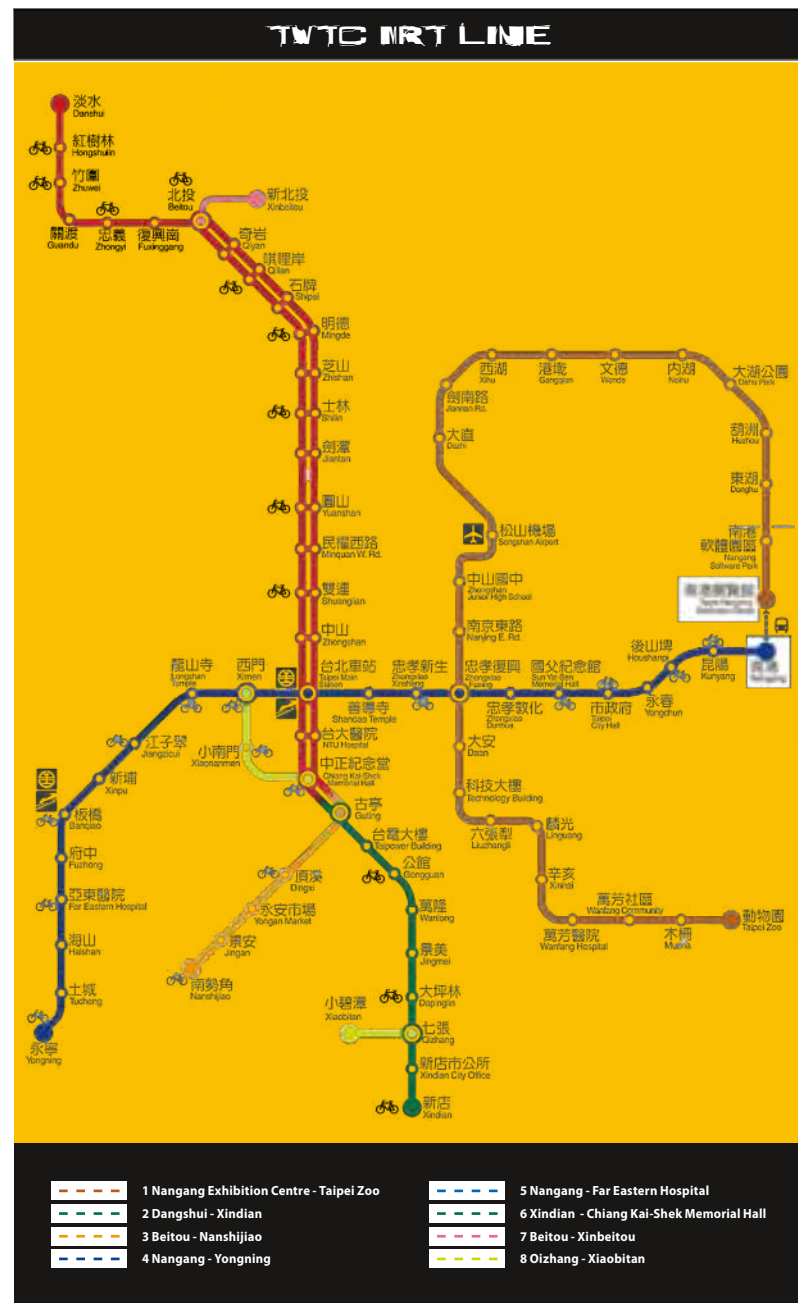 TWTC MRT LINE
淡水
Danshui
紅樹林
Hongshulin
竹圍
Zhuwei
關渡
Guandu
忠義
Zhongyi
復興南
Fuxinggang
北投
Beitou
新北投
Xinbeitou
奇岩
Qiyan
唭哩岸
Qilian
石牌
Shipai
明德
Mingde
芝山
Zhishan
士林
Shilin
劍潭
Jiantan
圓山
Yuanshan
民權西路
Minquan W. Rd.
雙連
Shuanglian
中山
Zhongshan
西湖
Xihu
港墘
Gangqian
文德
Wende
內湖
Neihu
大湖公園
Dahu Park
劍南路
Jiannan Rd.
大直
Dazhi
葫洲
Huzhou
東湖
Donghu
南港
軟體園區
Nangang
Software Park
松山機場
Songshan Airport
中山國中
Zhongshan
Junior High School
南京東路
Nanjing E. Rd.
後山埤
Houshanpi
昆陽
Kunyang
龍山寺
Longshan
Temple
西門
Ximen
台北車站
Taipei Main
Station
善導寺
Shandao Temple
忠孝新生
Zhongxiao
Xinsheng
忠孝復興
Zhongxiao
Fuxing
忠孝敦化
Zhongxiao
Dunhua
國父紀念館
Sun Yat-Sen
Memorial Hall
市政府
Taipei
City Hall
永春
Yongchun
江子翠
Jiangzicui
小南門
Xiaonanmen
台大醫院
NTU Hospital
中正紀念堂
Chiang Kai-Shek
Memorial Hall
大安
Daan
科技大樓
Technology Building
六張犁
Liuzhangli
麟光
Linguang
辛亥
Xinhai
萬芳社區
Wanfang Community
萬芳醫院
Wanfang Hospital
木柵
Muzha
動物園
Taipei Zoo
新埔
Xinpu
板橋
Banqiao
府中
Fuzhong
亞東醫院
Far Eastern Hospital
海山
Haishan
土城
Tucheng
永寧
Yongning
古亭
Guting
台電大樓
Taipower Building
公館
Gongguan
頂溪
Dingxi
永安市場
Yongan Market
景安
Jingan
南勢角
Nanshijiao
萬隆
Wanlong
景美
Jingmei
大坪林
Dapinglin
小碧潭
Xiaobitan
七張
Qizhang
新店市公所
Xindian City Office
新店
Xindian
1 Nangang Exhibition Centre - Taipei Zoo
2 Dangshui - Xindian
3 Beitou - Nanshijiao
4 Nangang - Yongning
5 Nangang - Far Eastern Hospital
6 Xindian - Chiang Kai-Shek Memorial Hall
7 Beitou - Xinbeitou
8 Oizhang - Xiaobitan